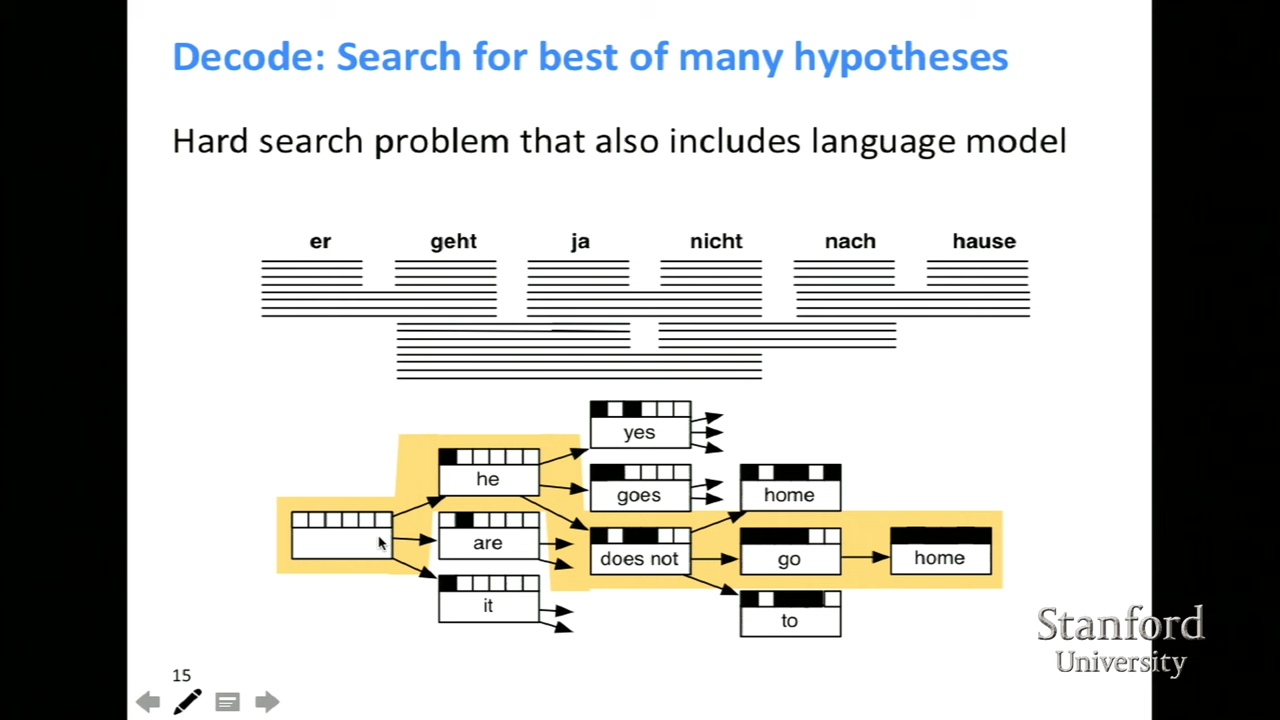 Decode: Search for best of many hypotheses
Hard search problem that also includes language model
er geht ja nicht nach hause
yes
he
goes
home
are
does not
go
home
it
to
15
Stanford
University